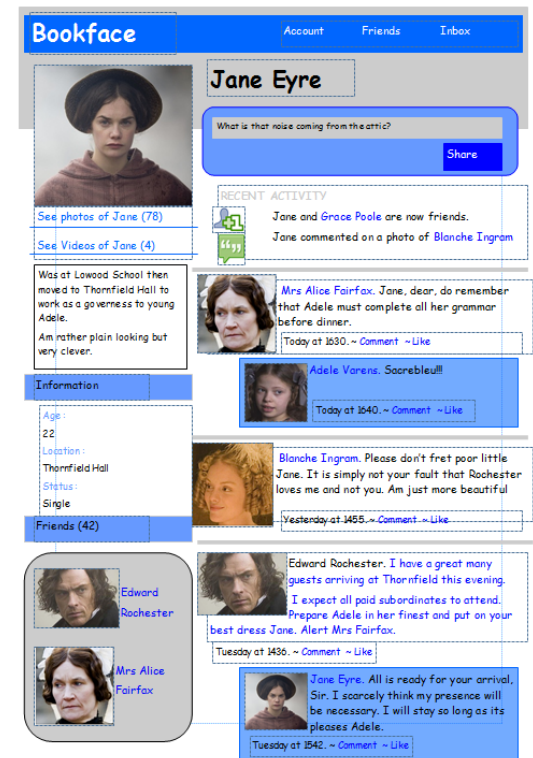 Bookface
Account Friends Inbox
Jane Eyre
What is that noise coming from the attic?
Share
See photos of Jane (78)
See Videos of Jane (4)
RECENT ACTIVITY
Jane and Grace Poole are now friends.
Jane commented on a photo of Blanche Ingram
Was at Lowood School then
moved to Thornfield Hall to
work as a governess to young
Adele.
Am rather plain looking but
very clever.
Information
Age :
22
Location :
Thornfield Hall
Status :
Single
Friends (42)
Edward
Rochester
Mrs Alice
Fairfax
Mrs Alice Fairfax. Jane, dear, do remember
that Adele must complete all her grammar
before dinner.
Today at 1630. ~ Comment ~ Like
Adele Varens. Sacrebleu!!!
Today at 1640. ~ Comment ~ Like
Blanche Ingram. Please don't fret poor little
Jane. It is simply not your fault that Rochester
loves me and not you. Am just more beautiful
Yesterday at 1455. ~ Comment ~ Like
Edward Rochester. I have a great many
guests arriving at Thornfield this evening.
I expect all paid subordinates to attend.
Prepare Adele in her finest and put on your
best dress Jane. Alert Mrs Fairfax.
Tuesday at 1436. ~ Comment ~ Like
Jane Eyre. All is ready for your arrival,
Sir. I scarcely think my presence will
be necessary. I will stay so long as its
pleases Adele.
Tuesday at 1542. ~ Comment ~ Like